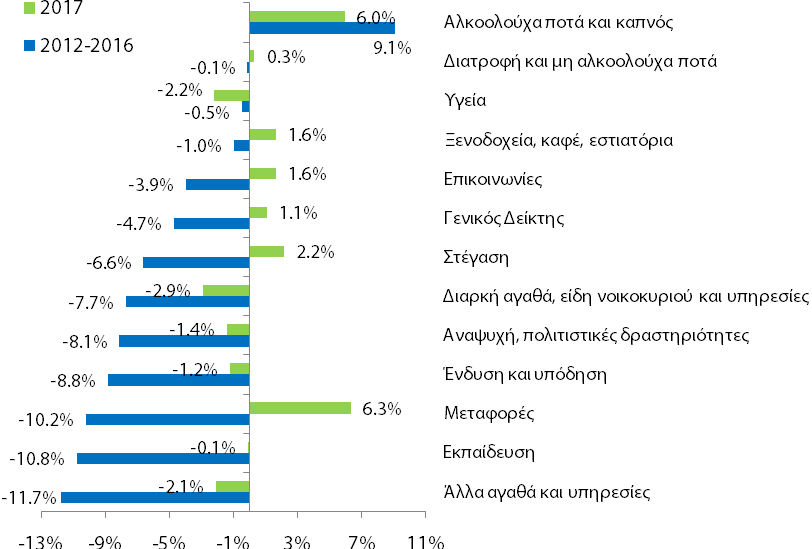 2017
2012-2016
6.0% Αλκοολούχα ποτά και καπνός
9.1%
-0.1% 0.3% Διατροφή και μη αλκοολούχα ποτά
-2.2% Υγεία
-0.5%
-1.0% 1.6% Ξενοδοχεία, καφέ, εστιατόρια
-3.9% 1.6% Επικοινωνίες
-4.7% 1.1% Γενικός Δείκτης
-6.6% 2.2% Στέγαση
-2.9% Διαρκή αγαθά, είδη νοικοκυριού και υπηρεσίες
-7.7%
-1.4% Αναψυχή, πολιτιστικές δραστηριότητες
-8.1%
-1.2% Ένδυση και υπόδηση
-8.8%
-10.2% 6.3% Μεταφορές
-0.1% Εκπαίδευση
-10.8%
-2.1% Άλλα αγαθά και υπηρεσίες
-11.7%
-13% -9% -5% -1% 3% 7% 11%